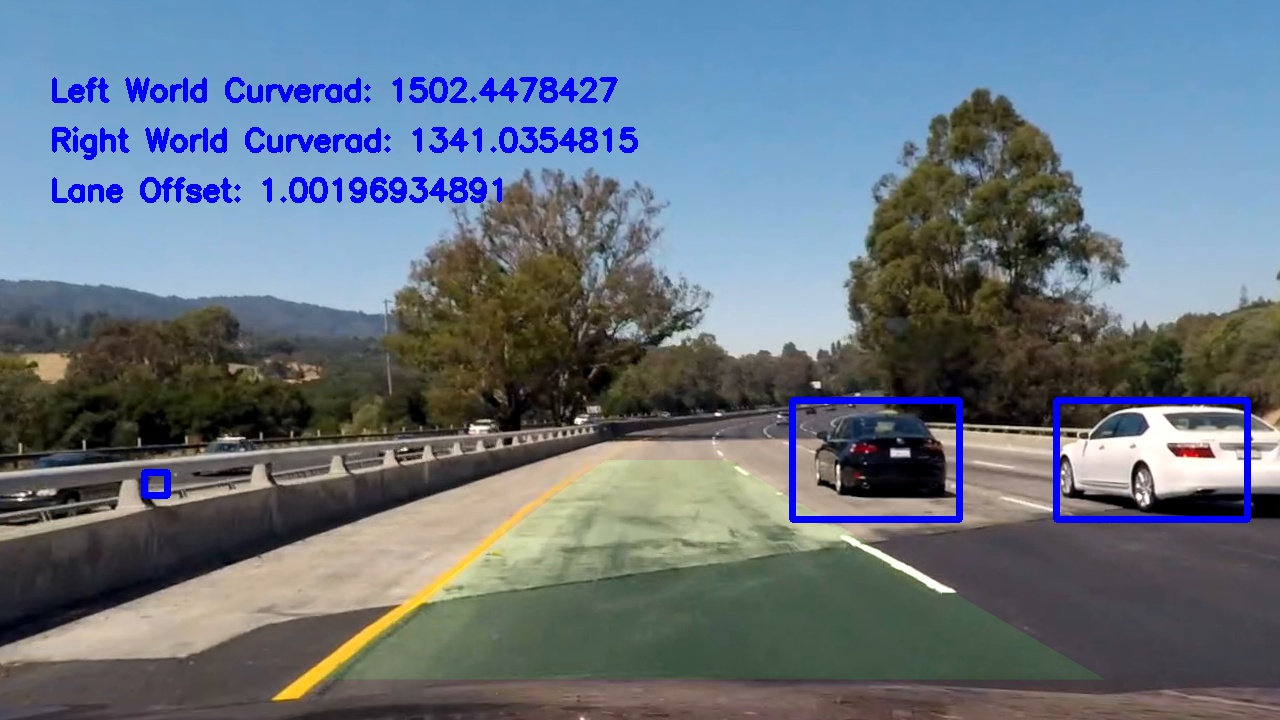 Left World Curverad: 1502.4478427
Right World Curverad: 1341.0354815
Lane Offset: 1.00196934891